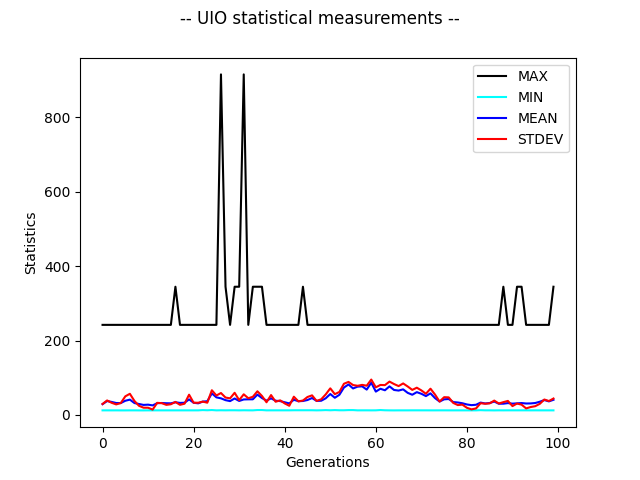 -- UIO statistical measurements --
MAX
MIN
MEAN
STDEV
Statistics
800
600
400
200
0
0 20 40 60 80 100
Generations